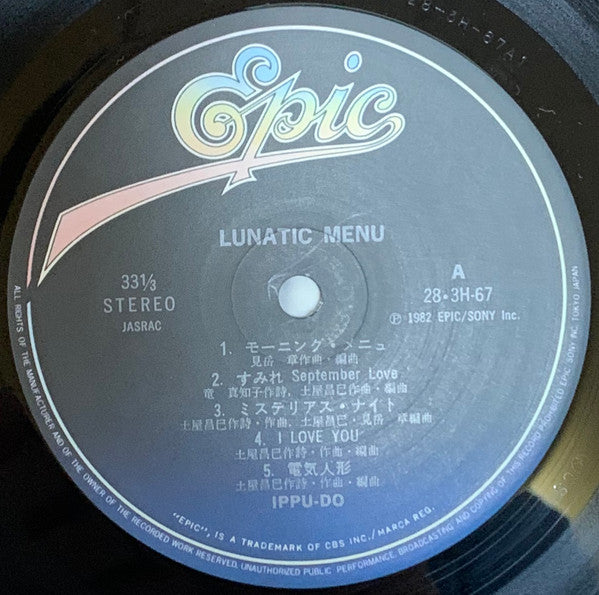 28-3H-67A1
Epic
LUNATIC MENU
33⅓
STEREO
JASRAC
A
28・3H-67
Ⓟ 1982 EPIC/SONY Inc.
1. モーニング・メニュ
見岳 章作曲・編曲
2. すみれ September Love
竜 真知子作詩, 土屋昌巳作曲・編曲
3. ミステリアス・ナイト
土屋昌巳作詩・作曲, 土屋昌巳・見岳 章編曲
4. I LOVE YOU
土屋昌巳作詩・作曲・編曲
5. 電気人形
土屋昌巳作詩・作曲・編曲
IPPU-DO
"EPIC", IS A TRADEMARK OF CBS INC./MARCA REG.
ALL RIGHTS OF THE MANUFACTURER AND OF THE OWNER OF THE RECORDED WORK RESERVED. UNAUTHORIZED PUBLIC PERFORMANCE, BROADCASTING AND COPYING OF THIS RECORD PROHIBITED EPIC/SONY INC. TOKYO JAPAN